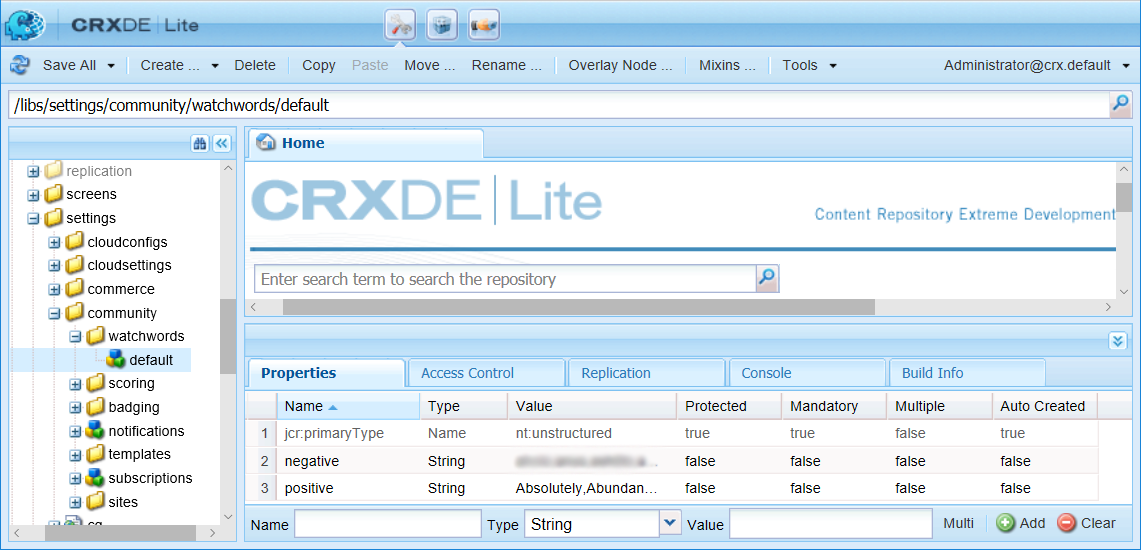 CRXDE | Lite
Save All Create ... Delete Copy Paste Move ... Rename ... Overlay Node ... Mixins ... Tools Administrator@crx.default
/libs/settings/community/watchwords/default
replication
screens
settings
cloudconfigs
cloudsettings
commerce
community
watchwords
default
scoring
badging
notifications
templates
subscriptions
sites
Home
CRXDE | Lite
Content Repository Extreme Development
Enter search term to search the repository
Properties Access Control Replication Console Build Info
Name Type Value Protected Mandatory Multiple Auto Created
1 jcr:primaryType Name nt:unstructured true true false true
2 negative String false false false false
3 positive String Absolutely,Abundan... false false false false
Name Type String Value Multi Add Clear